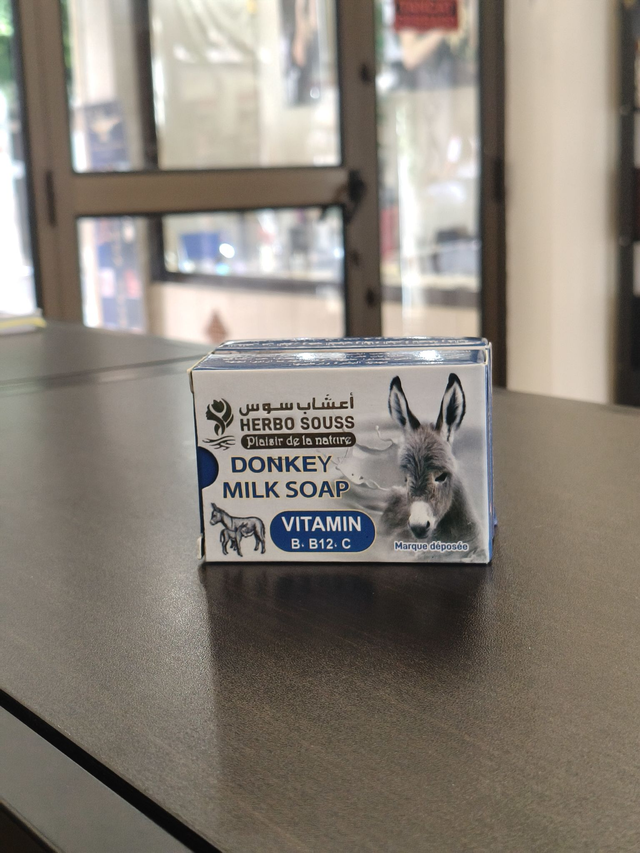 أعشاب سوس
HERBO SOUSS
Plaisir de la nature
DONKEY
MILK SOAP
VITAMIN
B. B12. C
Marque déposée